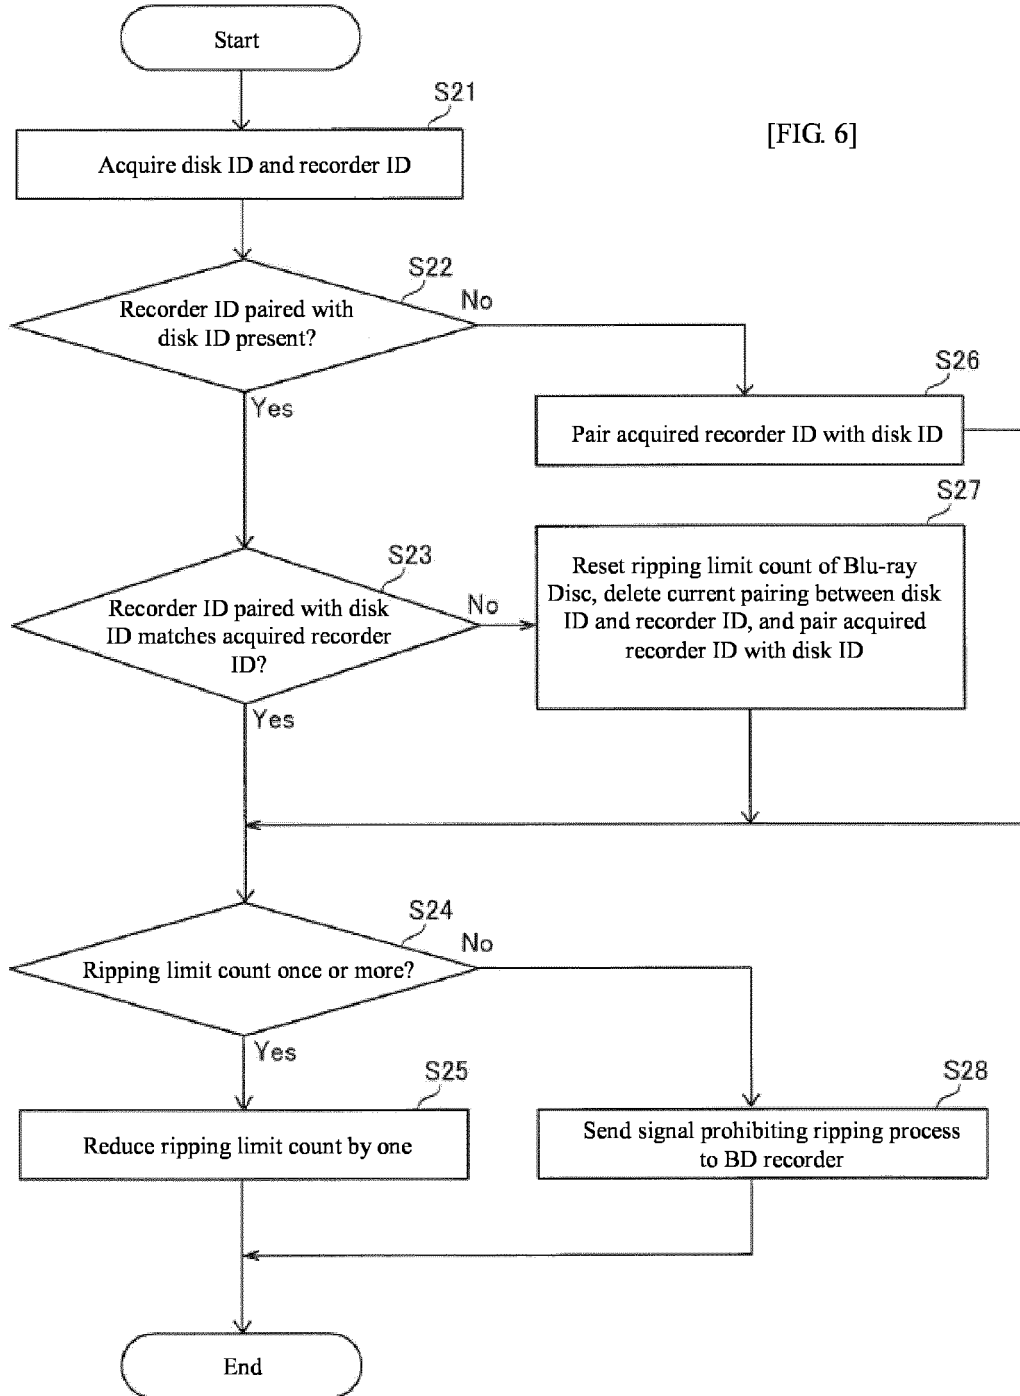 Start
S21
[FIG. 6]
Acquire disk ID and recorder ID
S22
No
Recorder ID paired with
disk ID present?
Yes
S26
Pair acquired recorder ID with disk ID
S27
S23
Reset ripping limit count of Blu-ray
Disc, delete current pairing between disk
ID and recorder ID, and pair acquired
recorder ID with disk ID
No
Recorder ID paired with disk
ID matches acquired recorder
ID?
Yes
S24
No
Ripping limit count once or more?
Yes
S25
S28
Reduce ripping limit count by one
Send signal prohibiting ripping process
to BD recorder
End